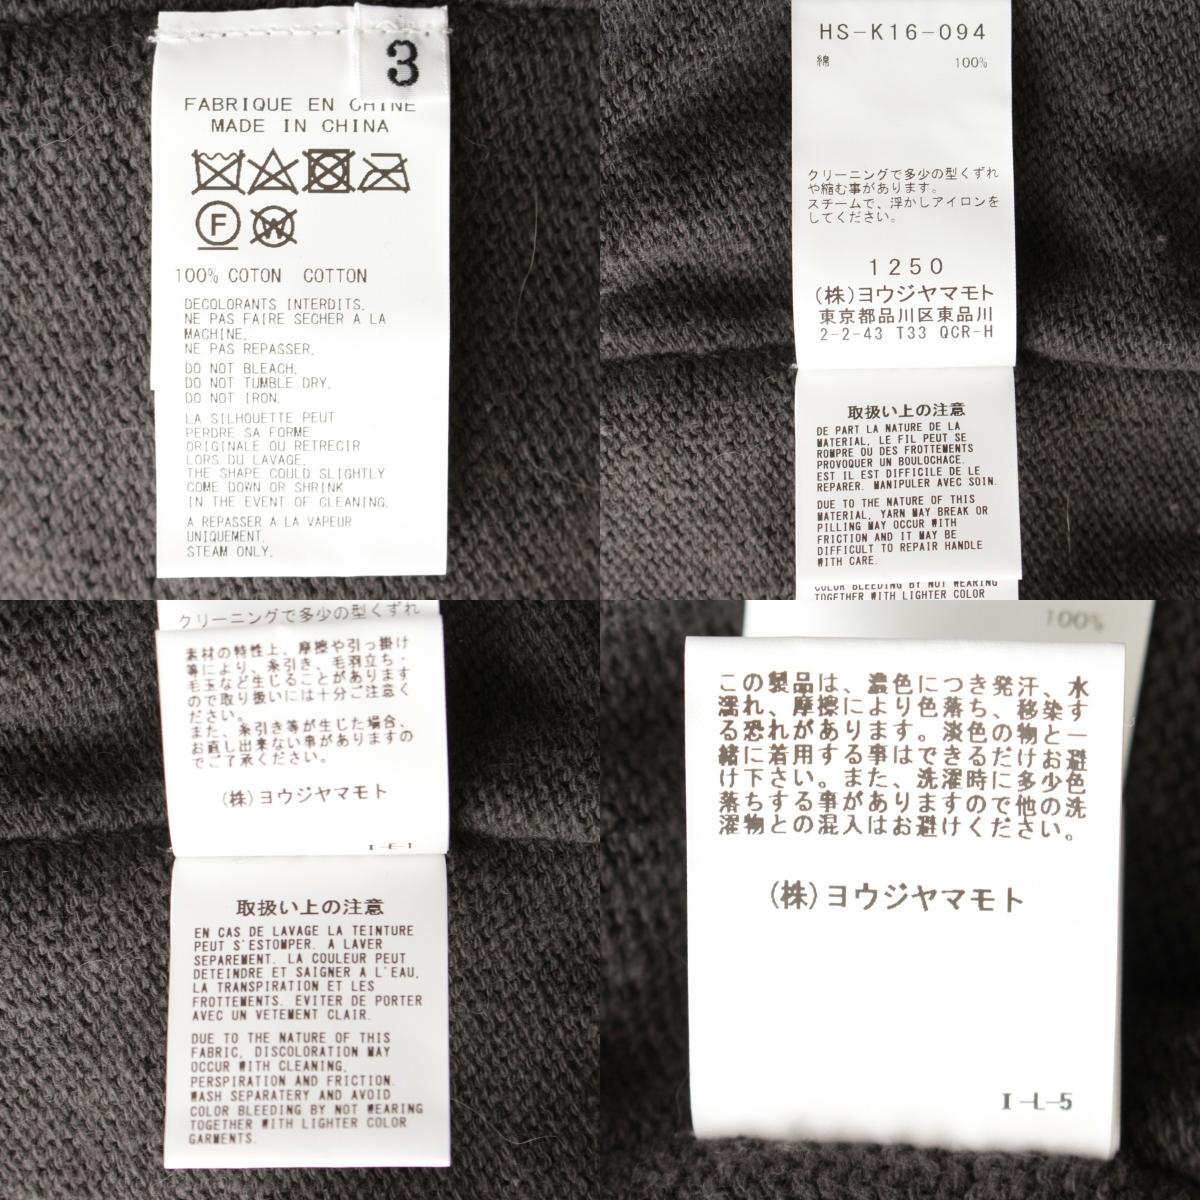 3
FABRIQUE EN CHINE
MADE IN CHINA
F W
100% COTON COTTON
DECOLORANTS INTERDITS.
NE PAS FAIRE SECHER A LA
MACHINE.
NE PAS REPASSER.
DO NOT BLEACH.
DO NOT TUMBLE DRY.
DO NOT IRON.
LA SILHOUETTE PEUT
PERDRE SA FORME
ORIGINALE OU RETRECIR
LORS DU LAVAGE.
THE SHAPE COULD SLIGHTLY
COME DOWN OR SHRINK
IN THE EVENT OF CLEANING.
A REPASSER A LA VAPEUR
UNIQUEMENT.
STEAM ONLY.
HS-K16-094
綿 100%
クリーニングで多少の型くずれ
や縮む事があります。
スチームで、浮かしアイロンを
してください。
1250
(株)ヨウジヤマモト
東京都品川区東品川
2-2-43 T33 QCR-H
取扱い上の注意
DE PART LA NATURE DE LA
MATERIAL, LE FIL PEUT SE
ROMPRE OU DES FROTTEMENTS
PROVOQUER UN BOULOCHAGE.
EST IL EST DIFFICILE DE LE
REPARER. MANIPULER AVEC SOIN.
DUE TO THE NATURE OF THIS
MATERIAL, YARN MAY BREAK OR
PILLING MAY OCCUR WITH
FRICTION AND IT MAY BE
DIFFICULT TO REPAIR HANDLE
WITH CARE.
COLOR BLEEDING BY NOT WEARING
TOGETHER WITH LIGHTER COLOR
クリーニングで多少の型くずれ
素材の特性上、摩擦や引っ掛け
等により、糸引き、毛羽立ち・
毛玉など生じることがあります
ので取り扱いには十分ご注意く
ださい。
また、糸引き等が生じた場合、
お直し出来ない事がありますの
でご了承ください。
(株)ヨウジヤマモト
I-E-1
取扱い上の注意
EN CAS DE LAVAGE LA TEINTURE
PEUT S'ESTOMPER. A LAVER
SEPAREMENT. LA COULEUR PEUT
DETEINDRE ET SAIGNER A L'EAU,
LA TRANSPIRATION ET LES
FROTTEMENTS. EVITER DE PORTER
AVEC UN VETEMENT CLAIR.
DUE TO THE NATURE OF THIS
FABRIC, DISCOLORATION MAY
OCCUR WITH CLEANING,
PERSPIRATION AND FRICTION.
WASH SEPARATERY AND AVOID
COLOR BLEEDING BY NOT WEARING
TOGETHER WITH LIGHTER COLOR
GARMENTS.
100%
この製品は、濃色につき発汗、水
濡れ、摩擦により色落ち、移染す
る恐れがあります。淡色の物と一
緒に着用する事はできるだけお避
け下さい。また、洗濯時に多少色
落ちする事がありますので他の洗
濯物との混入はお避けください。
(株)ヨウジヤマモト
I-L-5